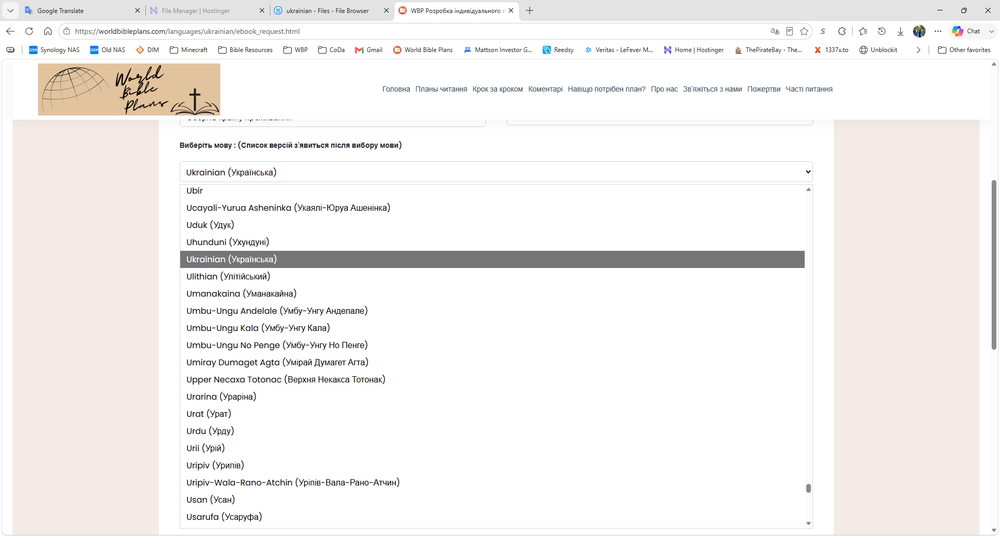 Google Translate
File Manager | Hostinger
ukrainian - Files - File Browser
WBP Розробка індивідуального п
https://worldbibleplans.com/languages/ukrainian/ebook_request.html
Chat
Synology NAS
Old NAS
DIM
Minecraft
Bible Resources
WBP
CoDa
Gmail
World Bible Plans
Mattson Investor G...
Reedsy
Veritas - LeFever M...
Home | Hostinger
ThePirateBay - The...
1337x.to
Unblockit
Other favorites
World
Bible
Plans
Головна Планы читання Крок за кроком Коментарі Навіщо потрібен план? Про нас Зв'яжіться з нами Пожертви Часті питання
Виберіть мову : (Список версій з'явиться після вибору мови)
Ukrainian (Українська)
Ubir
Ucayali-Yurua Asheninka (Укаялі-Юруа Ашенінка)
Uduk (Удук)
Uhunduni (Ухундуні)
Ukrainian (Українська)
Ulithian (Улітійський)
Umanakaina (Уманакайна)
Umbu-Ungu Andelale (Умбу-Унгу Анделале)
Umbu-Ungu Kala (Умбу-Унгу Кала)
Umbu-Ungu No Penge (Умбу-Унгу Но Пенге)
Umiray Dumaget Agta (Умірай Думагет Агта)
Upper Necaxa Totonac (Верхня Некакса Тотонак)
Urarina (Ураріна)
Urat (Урат)
Urdu (Урду)
Urii (Урій)
Uripiv (Урипів)
Uripiv-Wala-Rano-Atchin (Уріпів-Вала-Рано-Атчин)
Usan (Усан)
Usarufa (Усаруфа)